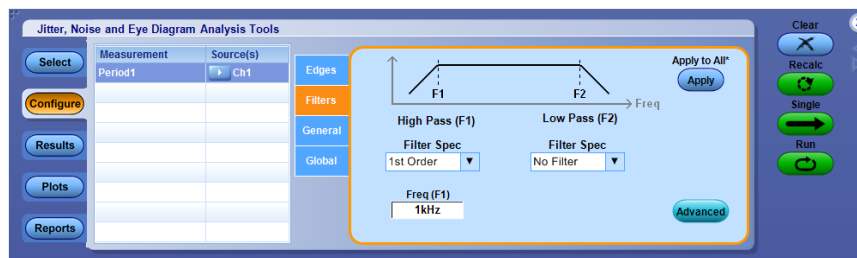 Jitter, Noise and Eye Diagram Analysis Tools
Clear
Select
Measurement Source(s)
Period1 Ch1
Edges
Apply to All*
Apply
Recalc
Configure
Filters
F1 F2
Freq
Single
High Pass (F1) Low Pass (F2)
General
Results
Filter Spec Filter Spec
Run
Global
1st Order No Filter
Plots
Freq (F1)
1kHz
Advanced
Reports